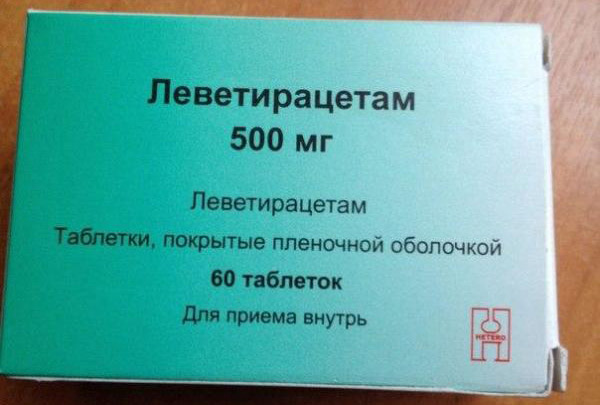 Леветирацетам
500 мг
Леветирацетам
Таблетки, покрытые пленочной оболочкой
60 таблеток
Для приема внутрь
HETERO